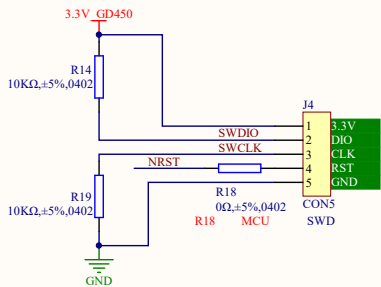 3.3V_GD450
R14
10KΩ,±5%,0402
J4
1 3.3V
SWDIO 2 DIO
SWCLK 3 CLK
NRST 4 RST
5 GND
R19
10KΩ,±5%,0402
R18
0Ω,±5%,0402
CON5
R18 MCU SWD
GND